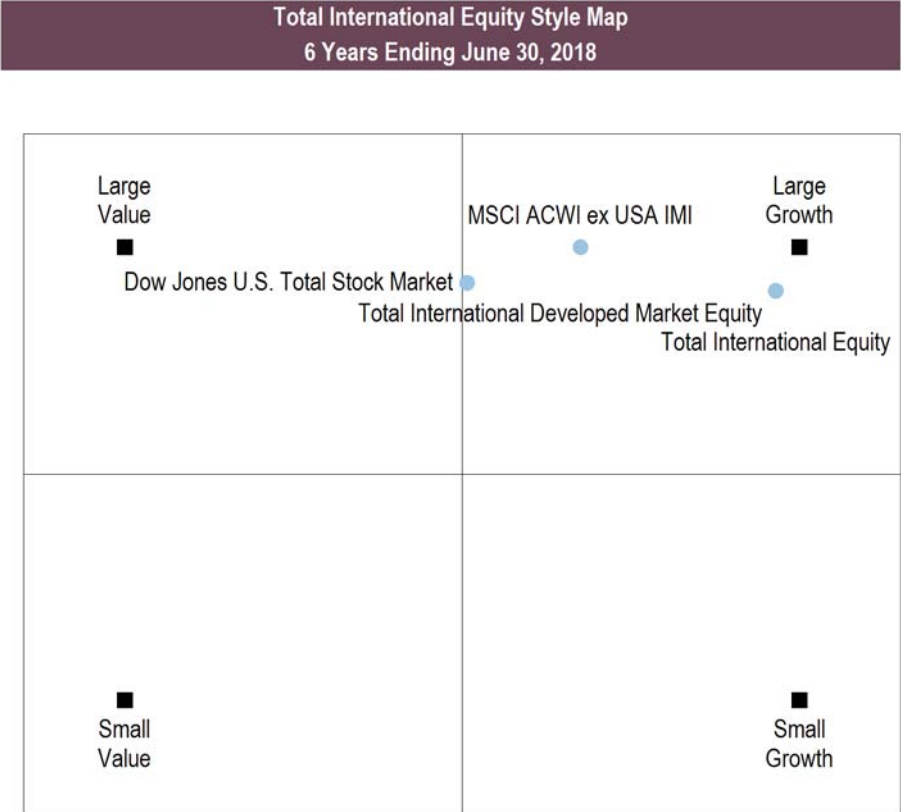 Total International Equity Style Map
6 Years Ending June 30, 2018
Large
Value
MSCI ACWI ex USA IMI
Large
Growth
Dow Jones U.S. Total Stock Market
Total International Developed Market Equity
Total International Equity
Small
Value
Small
Growth